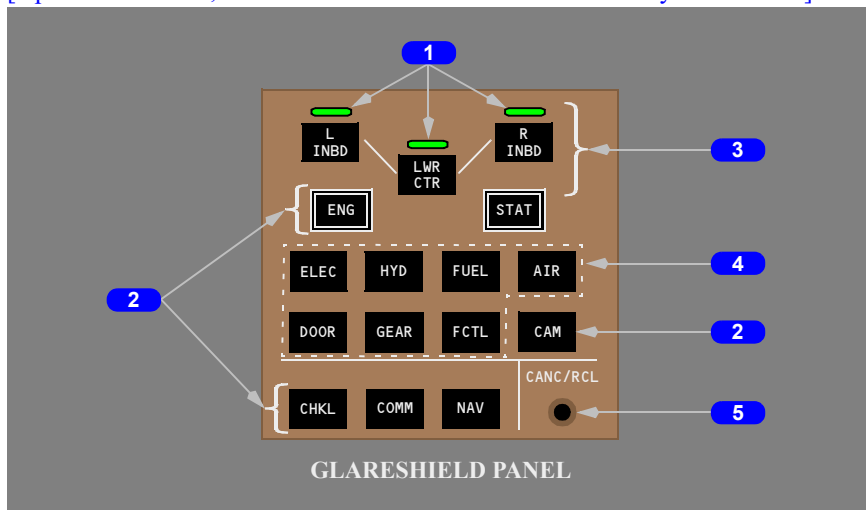 1
L
INBD
R
INBD
LWR
CTR
3
ENG
STAT
ELEC
HYD
FUEL
AIR
4
2
DOOR
GEAR
FCTL
CAM
2
CANC/RCL
CHKL
COMM
NAV
5
GLARESHIELD PANEL